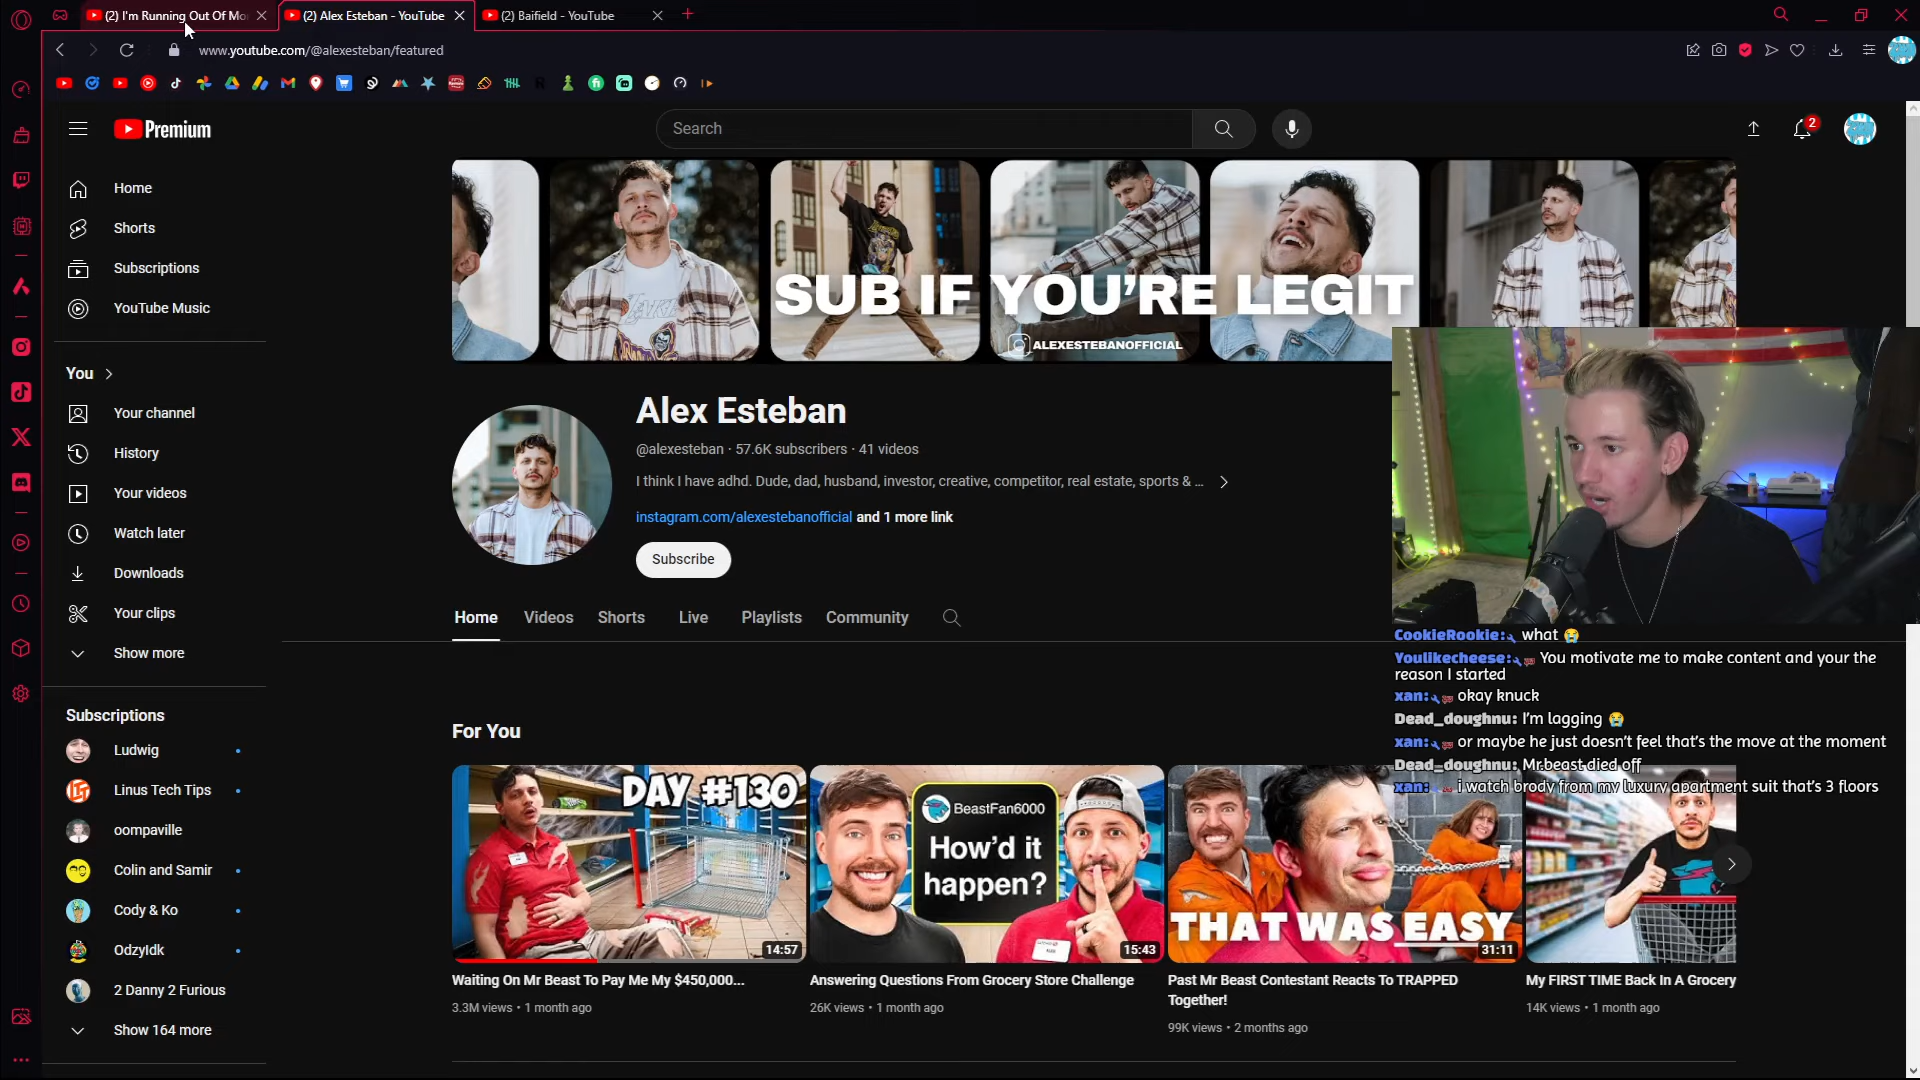 (2) I'm Running Out Of Mo
(2) Alex Esteban - YouTube
(2) Baifield - YouTube
www.youtube.com/@alexesteban/featured
Premium
Search
2
Home
Shorts
Subscriptions
YouTube Music
You
Your channel
History
Your videos
Watch later
Downloads
Your clips
Show more
Subscriptions
Ludwig
Linus Tech Tips
oompaville
Colin and Samir
Cody & Ko
OdzyIdk
2 Danny 2 Furious
Show 164 more
SUB IF YOU'RE LEGIT
ALEXESTEBANOFFICIAL
Alex Esteban
@alexesteban · 57.6K subscribers · 41 videos
I think I have adhd. Dude, dad, husband, investor, creative, competitor, real estate, sports & ...
instagram.com/alexestebanofficial and 1 more link
Subscribe
Home Videos Shorts Live Playlists Community
CookieRookie: what 😭
Youlikecheese: You motivate me to make content and your the
reason I started
xan: okay knuck
Dead_doughnu: I'm lagging 😭
xan: or maybe he just doesn't feel that's the move at the moment
Dead_doughnu: Mr.beast died off
xan: i watch brody from my luxury apartment suit that's 3 floors
For You
DAY #130
14:57
Waiting On Mr Beast To Pay Me My $450,000...
3.3M views · 1 month ago
BeastFan6000
How'd it
happen?
15:43
Answering Questions From Grocery Store Challenge
26K views · 1 month ago
THAT WAS EASY
31:11
Past Mr Beast Contestant Reacts To TRAPPED
Together!
99K views · 2 months ago
My FIRST TIME Back In A Grocery
14K views · 1 month ago